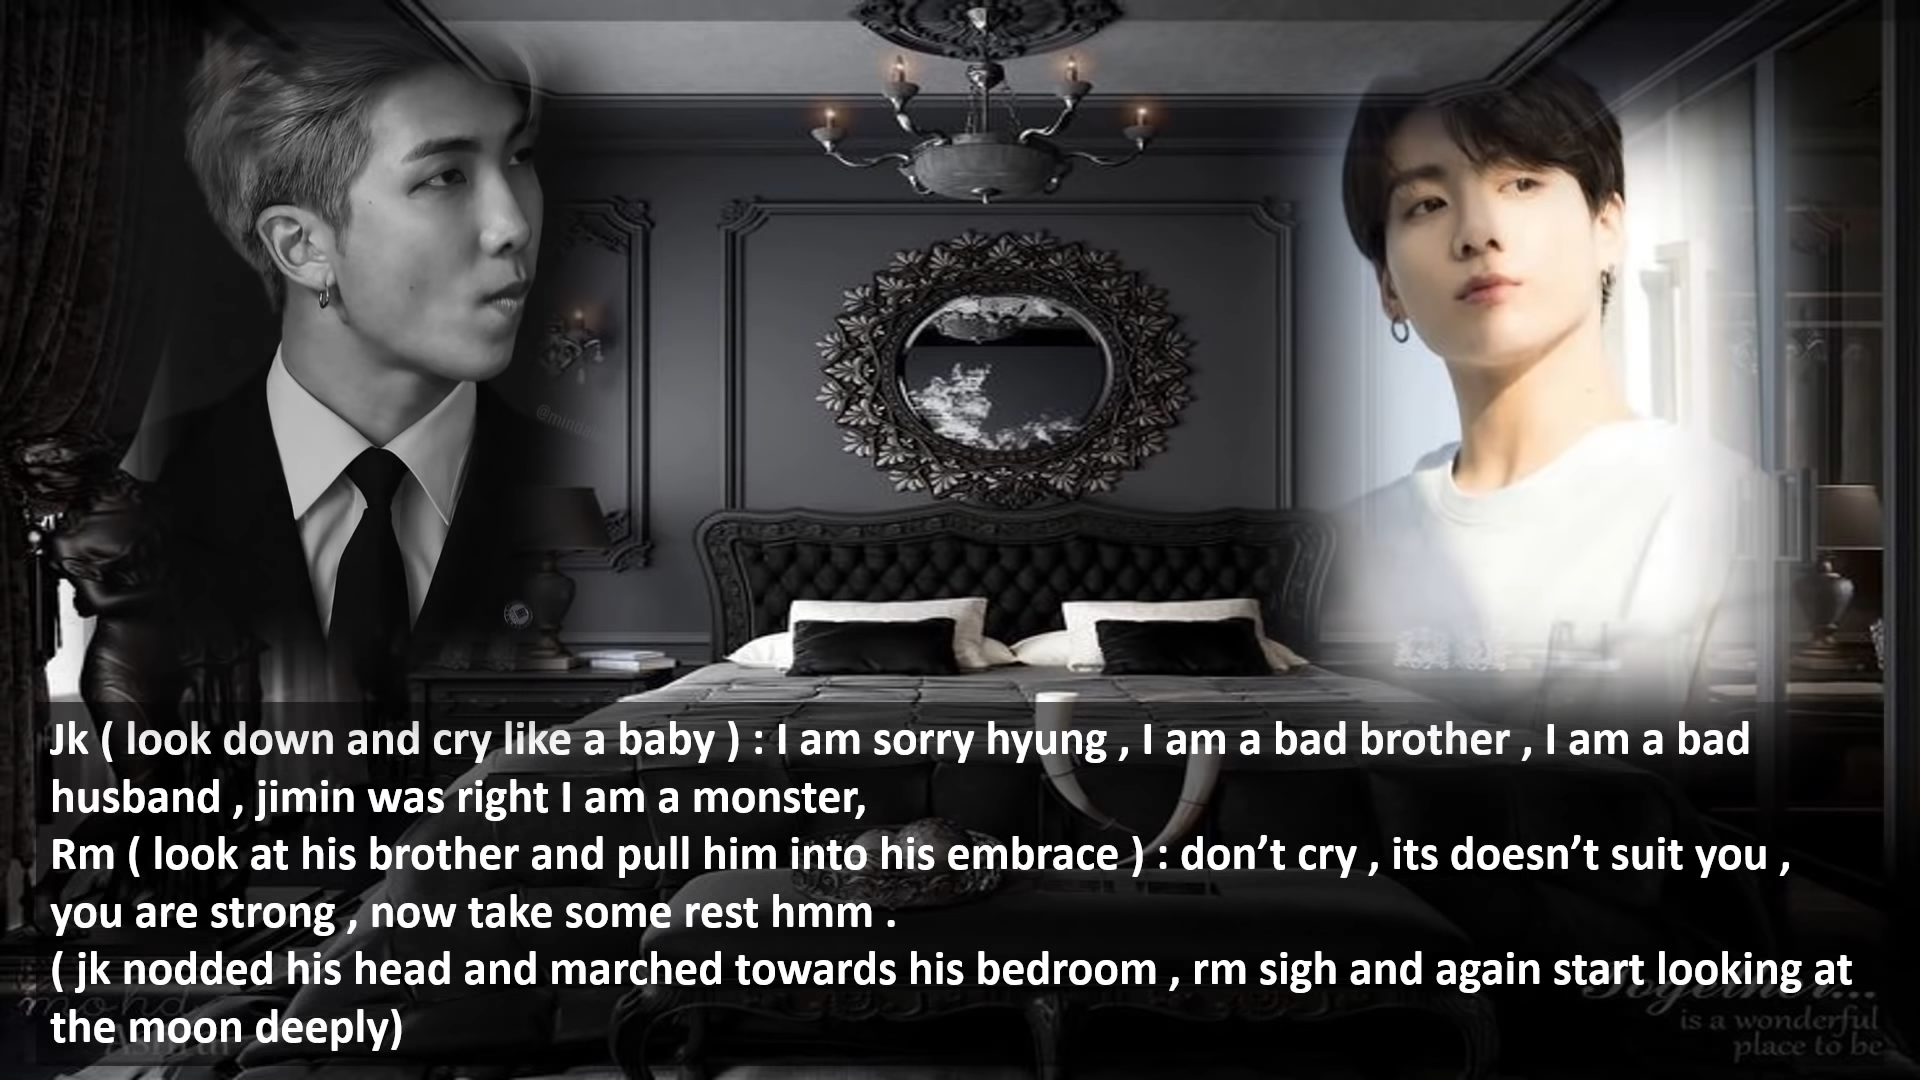 @minda
Jk ( look down and cry like a baby ) : I am sorry hyung , I am a bad brother , I am a bad
husband , jimin was right I am a monster,
Rm ( look at his brother and pull him into his embrace ) : don’t cry , its doesn’t suit you ,
you are strong , now take some rest hmm .
( jk nodded his head and marched towards his bedroom , rm sigh and again start looking at
the moon deeply)
Together...
is a wonderful
place to be